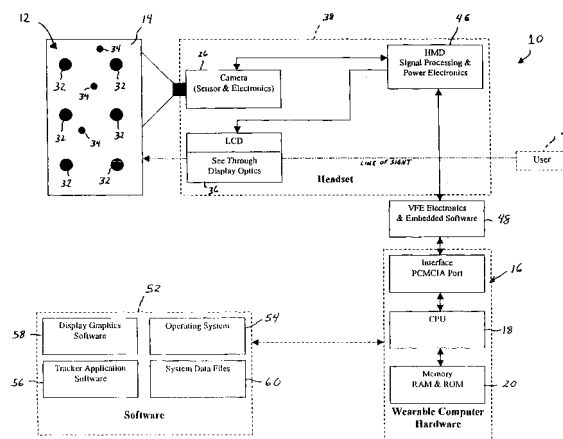 12
14
38
46
10
34
26
32
32
34
32
32
34
32
32
Camera
(Sensor & Electronics)
HMD
Signal Processing &
Power Electronics
LCD
See Through
Display Optics
36
LINE OF SIGHT
User
Headset
VFE Electronics
& Embedded Software
48
Interface
PCMCIA Port
16
CPU
18
Memory
RAM & ROM
20
Wearable Computer
Hardware
52
58
Display Graphics
Software
Operating System
54
56
Tracker Application
Software
System Data Files
60
Software